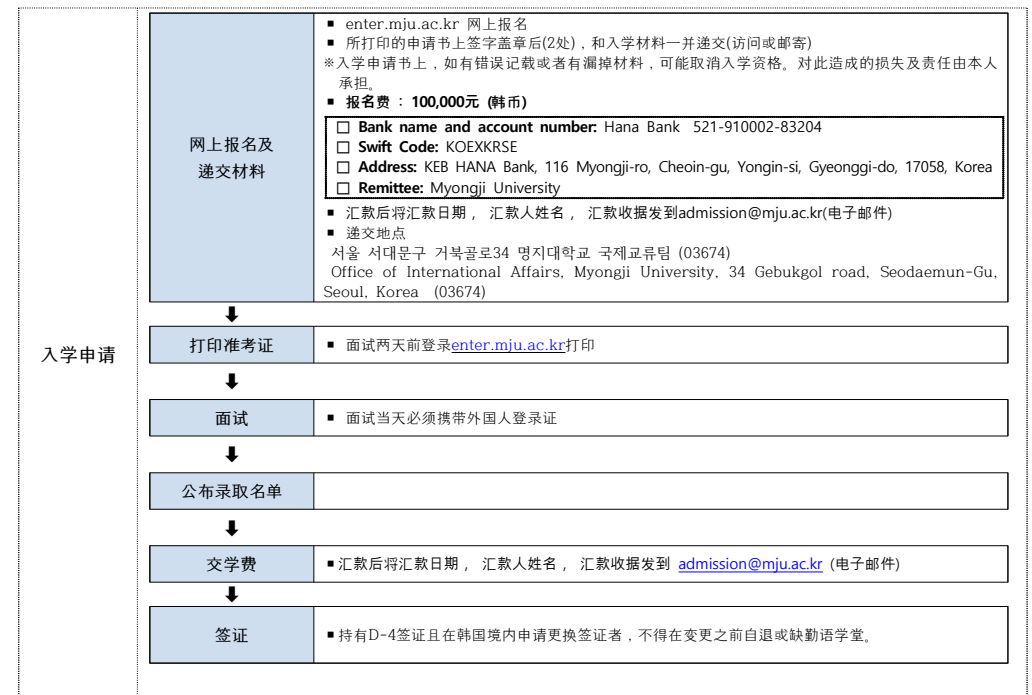 ■ enter.mju.ac.kr 网上报名
■ 所打印的申请书上签字盖章后(2处) , 和入学材料一并递交(访问或邮寄)
※入学申请书上 , 如有错误记载或者有漏掉材料 , 可能取消入学资格。对此造成的损失及责任由本人
承担。
■ 报名费 : 100,000元 (韩币)
网上报名及
递交材料
□ Bank name and account number: Hana Bank 521-910002-83204
□ Swift Code: KOEXKRSE
□ Address: KEB HANA Bank, 116 Myongji-ro, Cheoin-gu, Yongin-si, Gyeonggi-do, 17058, Korea
□ Remittee: Myongji University
■ 汇款后将汇款日期 , 汇款人姓名 , 汇款收据发到admission@mju.ac.kr(电子邮件)
■ 递交地点
서울 서대문구 거북골로34 명지대학교 국제교류팀 (03674)
Office of International Affairs, Myongji University, 34 Gebukgol road, Seodaemun-Gu,
Seoul, Korea (03674)
⬇
入学申请
打印准考证
■ 面试两天前登录enter.mju.ac.kr打印
⬇
面试
■ 面试当天必须携带外国人登录证
⬇
公布录取名单
⬇
交学费
■汇款后将汇款日期 , 汇款人姓名 , 汇款收据发到 admission@mju.ac.kr (电子邮件)
⬇
签证
■持有D-4签证且在韩国境内申请更换签证者 , 不得在变更之前自退或缺勤语学堂。